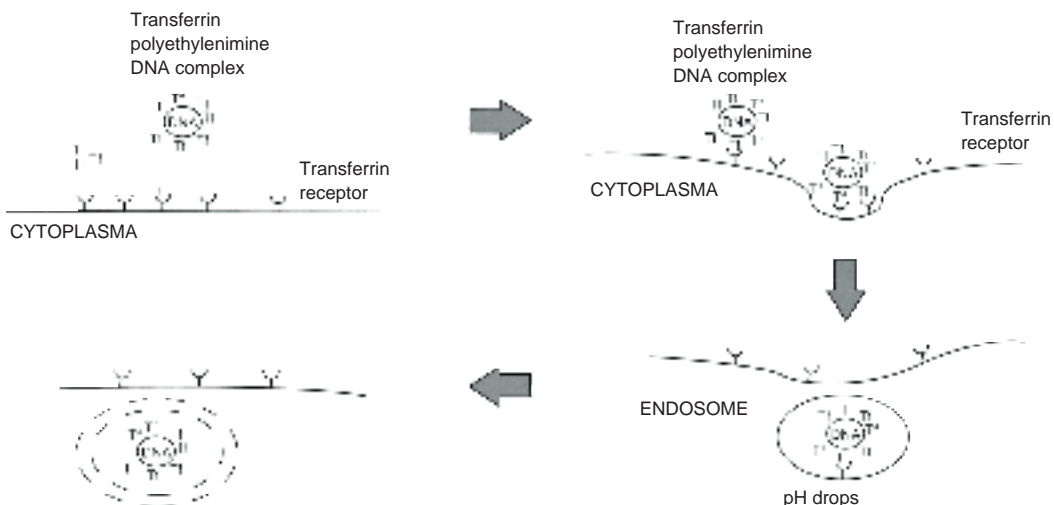 Transferrin
polyethylenimine
DNA complex
Transferrin
receptor
CYTOPLASMA
Transferrin
polyethylenimine
DNA complex
Transferrin
receptor
CYTOPLASMA
ENDOSOME
pH drops